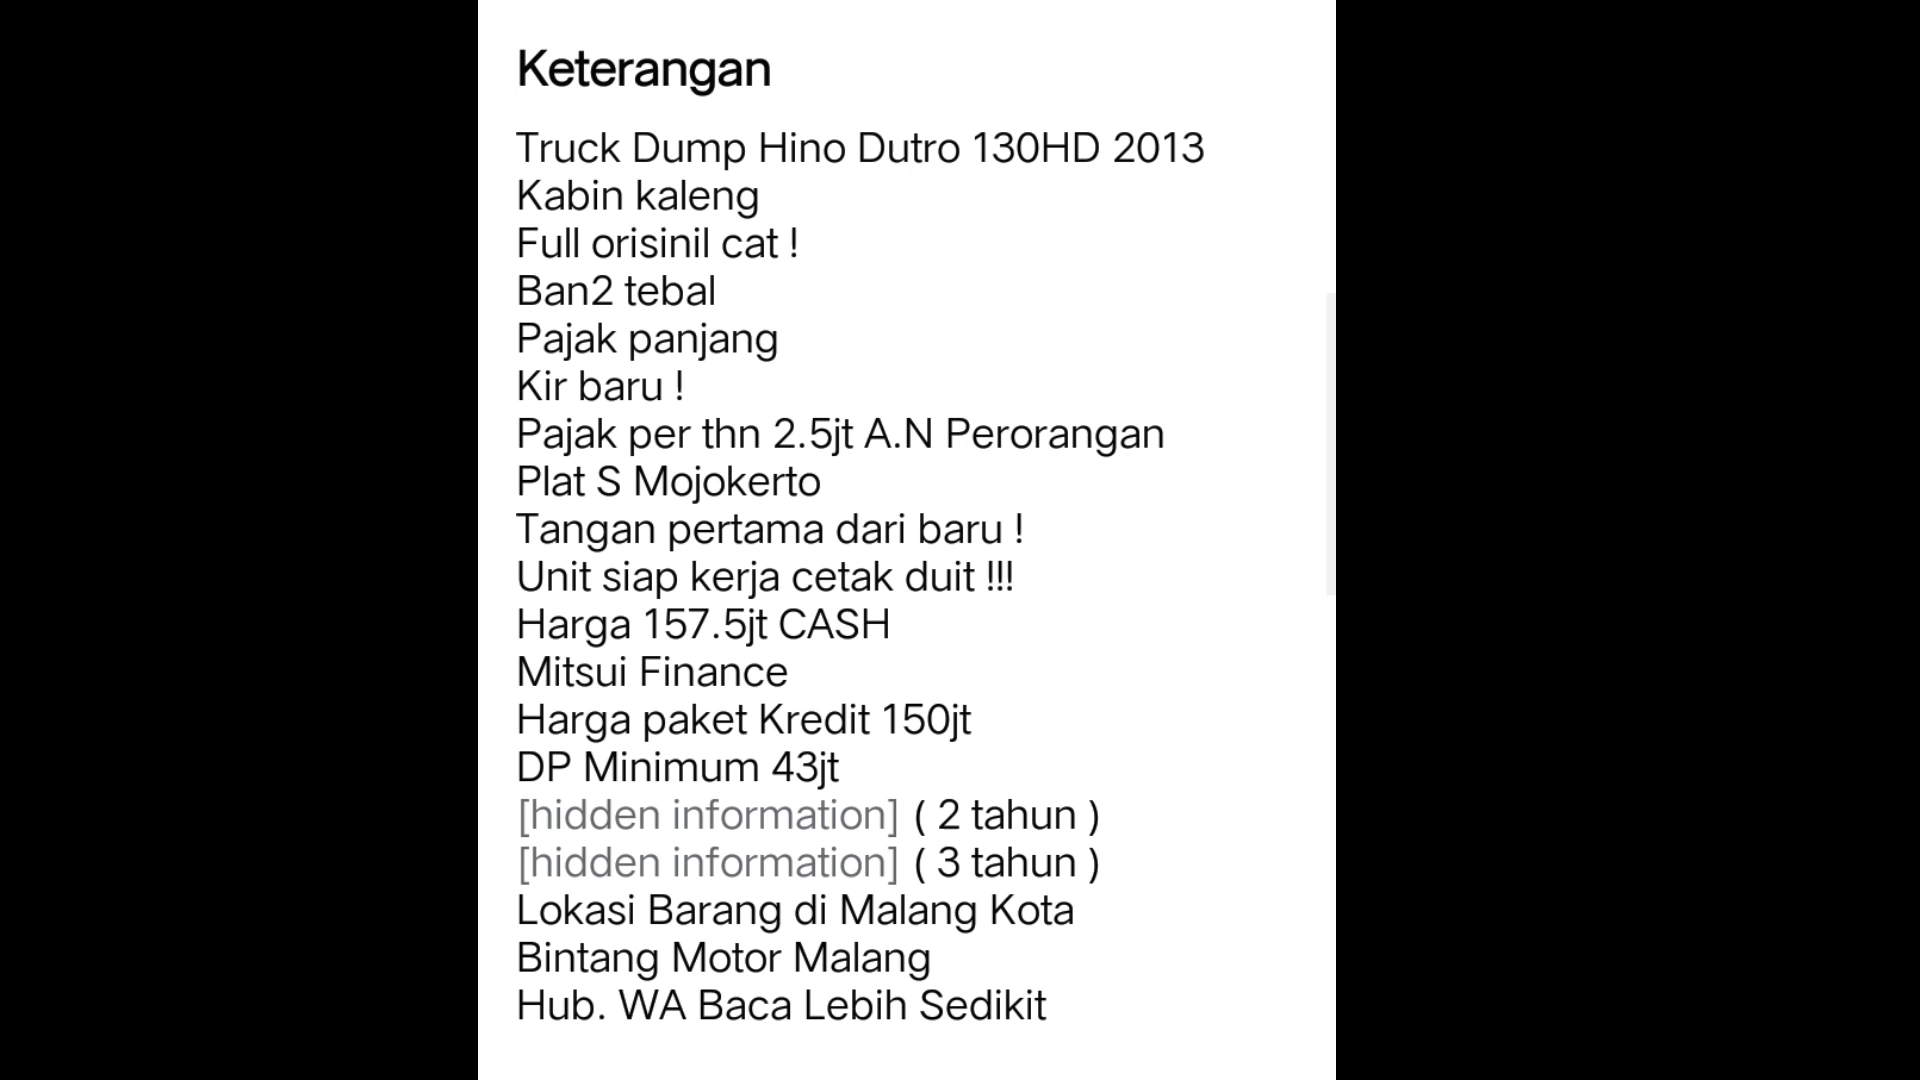 Keterangan
Truck Dump Hino Dutro 130HD 2013
Kabin kaleng
Full orisinil cat !
Ban2 tebal
Pajak panjang
Kir baru !
Pajak per thn 2.5jt A.N Perorangan
Plat S Mojokerto
Tangan pertama dari baru !
Unit siap kerja cetak duit !!!
Harga 157.5jt CASH
Mitsui Finance
Harga paket Kredit 150jt
DP Minimum 43jt
[hidden information] ( 2 tahun )
[hidden information] ( 3 tahun )
Lokasi Barang di Malang Kota
Bintang Motor Malang
Hub. WA Baca Lebih Sedikit